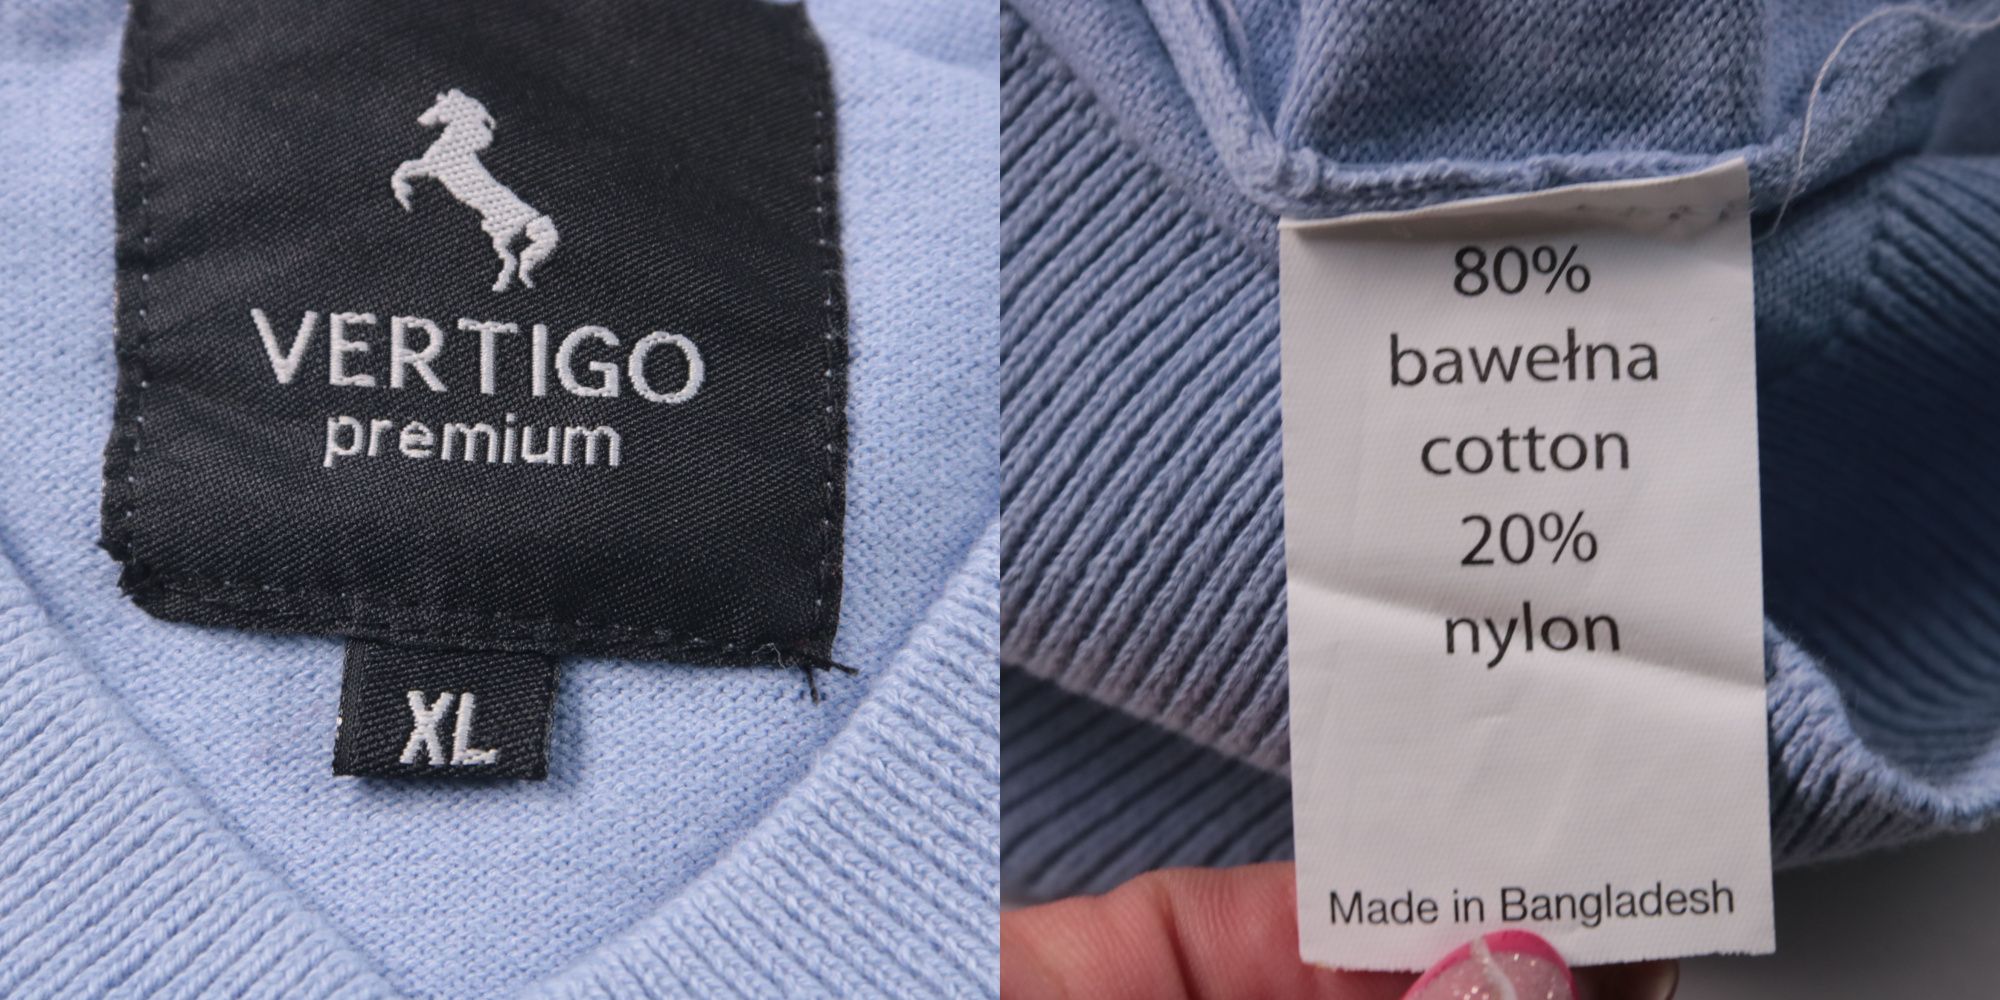 VERTIGO
premium
XL
80%
bawełna
cotton
20%
nylon
Made in Bangladesh